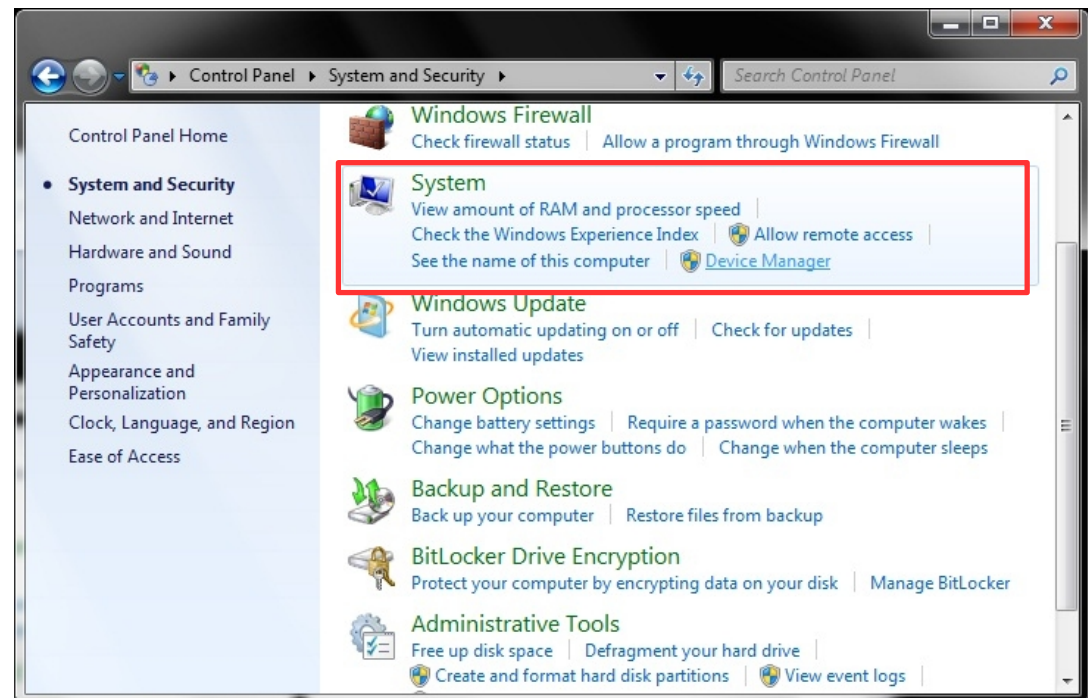 Control Panel ▸ System and Security ▸
Search Control Panel
Control Panel Home
System and Security
Network and Internet
Hardware and Sound
Programs
User Accounts and Family
Safety
Appearance and
Personalization
Clock, Language, and Region
Ease of Access
Windows Firewall
Check firewall status | Allow a program through Windows Firewall
System
View amount of RAM and processor speed
Check the Windows Experience Index | Allow remote access
See the name of this computer | Device Manager
Windows Update
Turn automatic updating on or off | Check for updates
View installed updates
Power Options
Change battery settings | Require a password when the computer wakes
Change what the power buttons do | Change when the computer sleeps
Backup and Restore
Back up your computer | Restore files from backup
BitLocker Drive Encryption
Protect your computer by encrypting data on your disk | Manage BitLocker
Administrative Tools
Free up disk space | Defragment your hard drive
Create and format hard disk partitions | View event logs